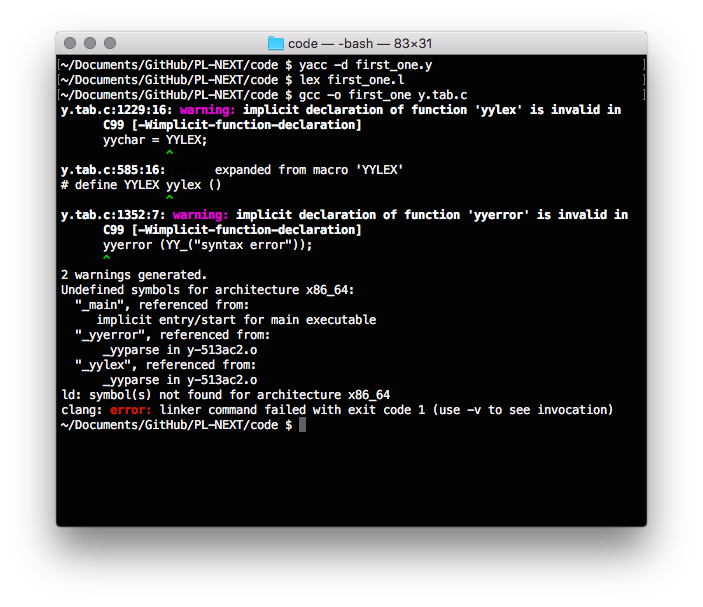 code — -bash — 83×31
[~/Documents/GitHub/PL-NEXT/code $ yacc -d first_one.y ]
[~/Documents/GitHub/PL-NEXT/code $ lex first_one.l ]
[~/Documents/GitHub/PL-NEXT/code $ gcc -o first_one y.tab.c ]
y.tab.c:1229:16: warning: implicit declaration of function 'yylex' is invalid in
      C99 [-Wimplicit-function-declaration]
      yychar = YYLEX;
               ^
y.tab.c:585:16:       expanded from macro 'YYLEX'
# define YYLEX yylex ()
               ^
y.tab.c:1352:7: warning: implicit declaration of function 'yyerror' is invalid in
      C99 [-Wimplicit-function-declaration]
      yyerror (YY_("syntax error"));
      ^
2 warnings generated.
Undefined symbols for architecture x86_64:
  "_main", referenced from:
     implicit entry/start for main executable
  "_yyerror", referenced from:
      _yyparse in y-513ac2.o
  "_yylex", referenced from:
      _yyparse in y-513ac2.o
ld: symbol(s) not found for architecture x86_64
clang: error: linker command failed with exit code 1 (use -v to see invocation)
~/Documents/GitHub/PL-NEXT/code $